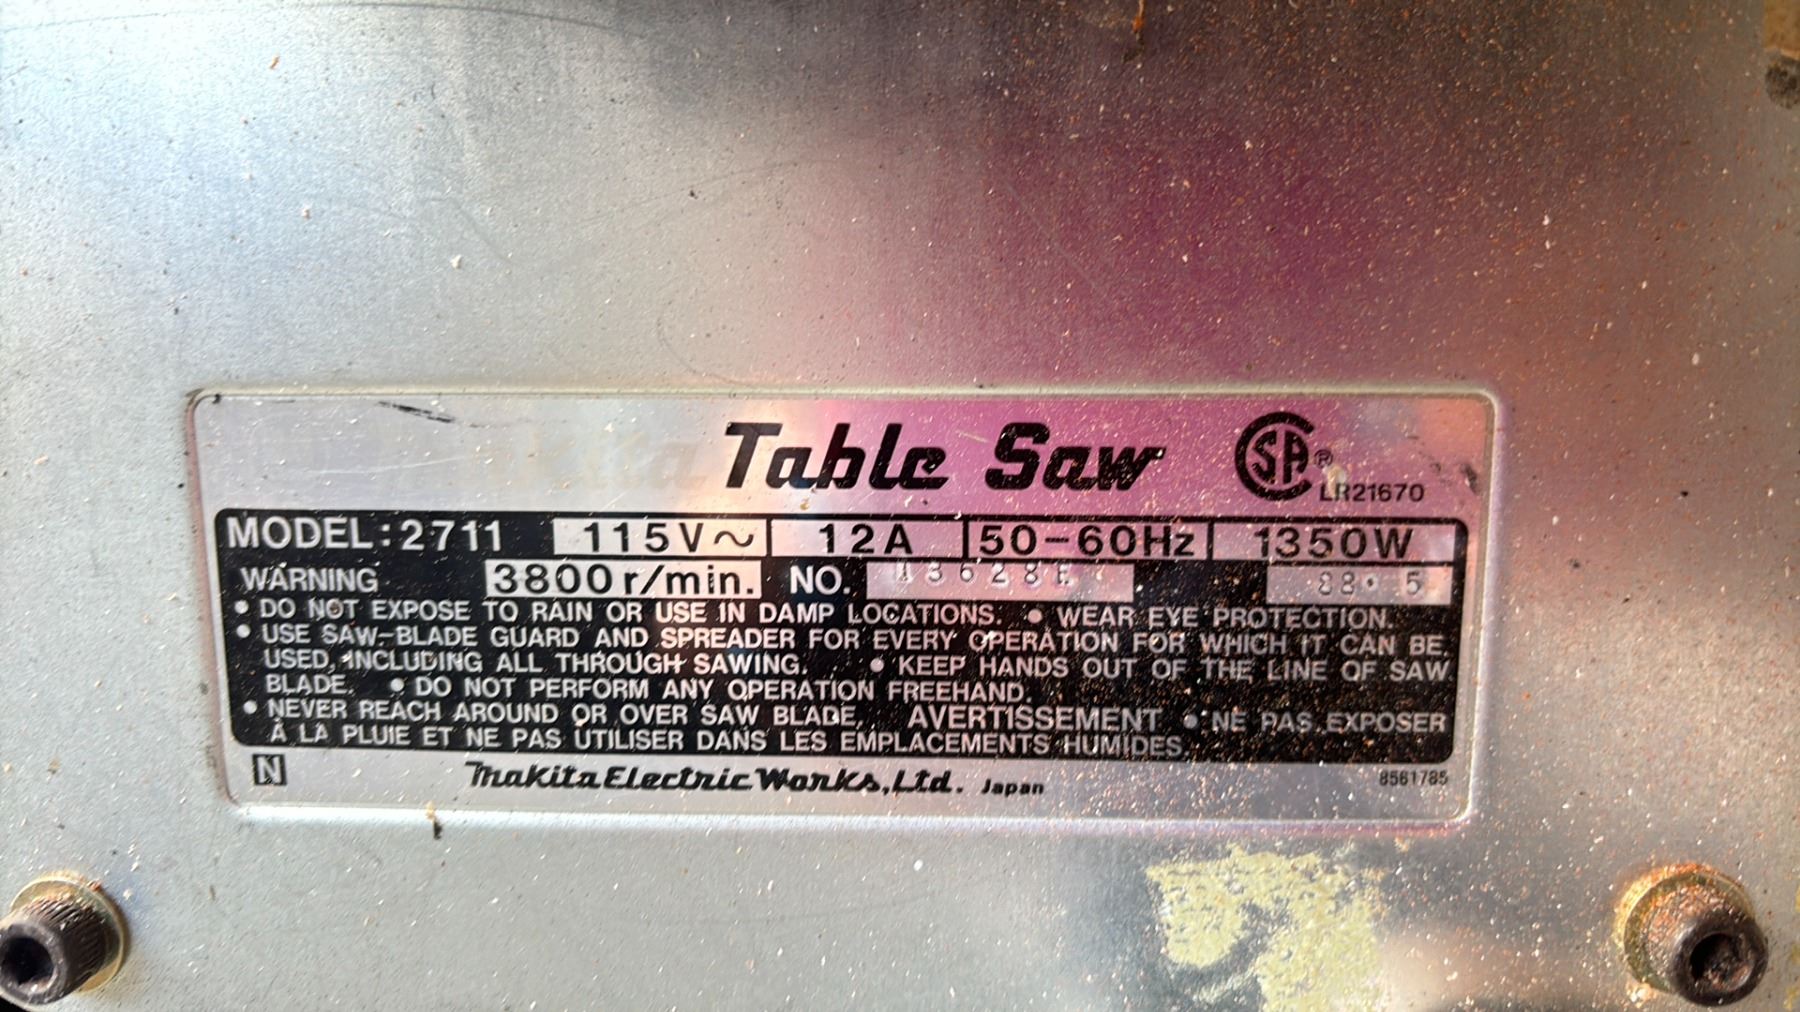 Makita Table Saw
CSA ® LR21670
MODEL:2711 115V~ 12A 50-60Hz 1350W
WARNING 3800r/min. NO. 88·5
• DO NOT EXPOSE TO RAIN OR USE IN DAMP LOCATIONS. • WEAR EYE PROTECTION.
• USE SAW-BLADE GUARD AND SPREADER FOR EVERY OPERATION FOR WHICH IT CAN BE
USED, INCLUDING ALL THROUGH SAWING. • KEEP HANDS OUT OF THE LINE OF SAW
BLADE. • DO NOT PERFORM ANY OPERATION FREEHAND.
• NEVER REACH AROUND OR OVER SAW BLADE, AVERTISSEMENT • NE PAS EXPOSER
À LA PLUIE ET NE PAS UTILISER DANS LES EMPLACEMENTS HUMIDES.
N Makita Electric Works, Ltd. Japan 8561785